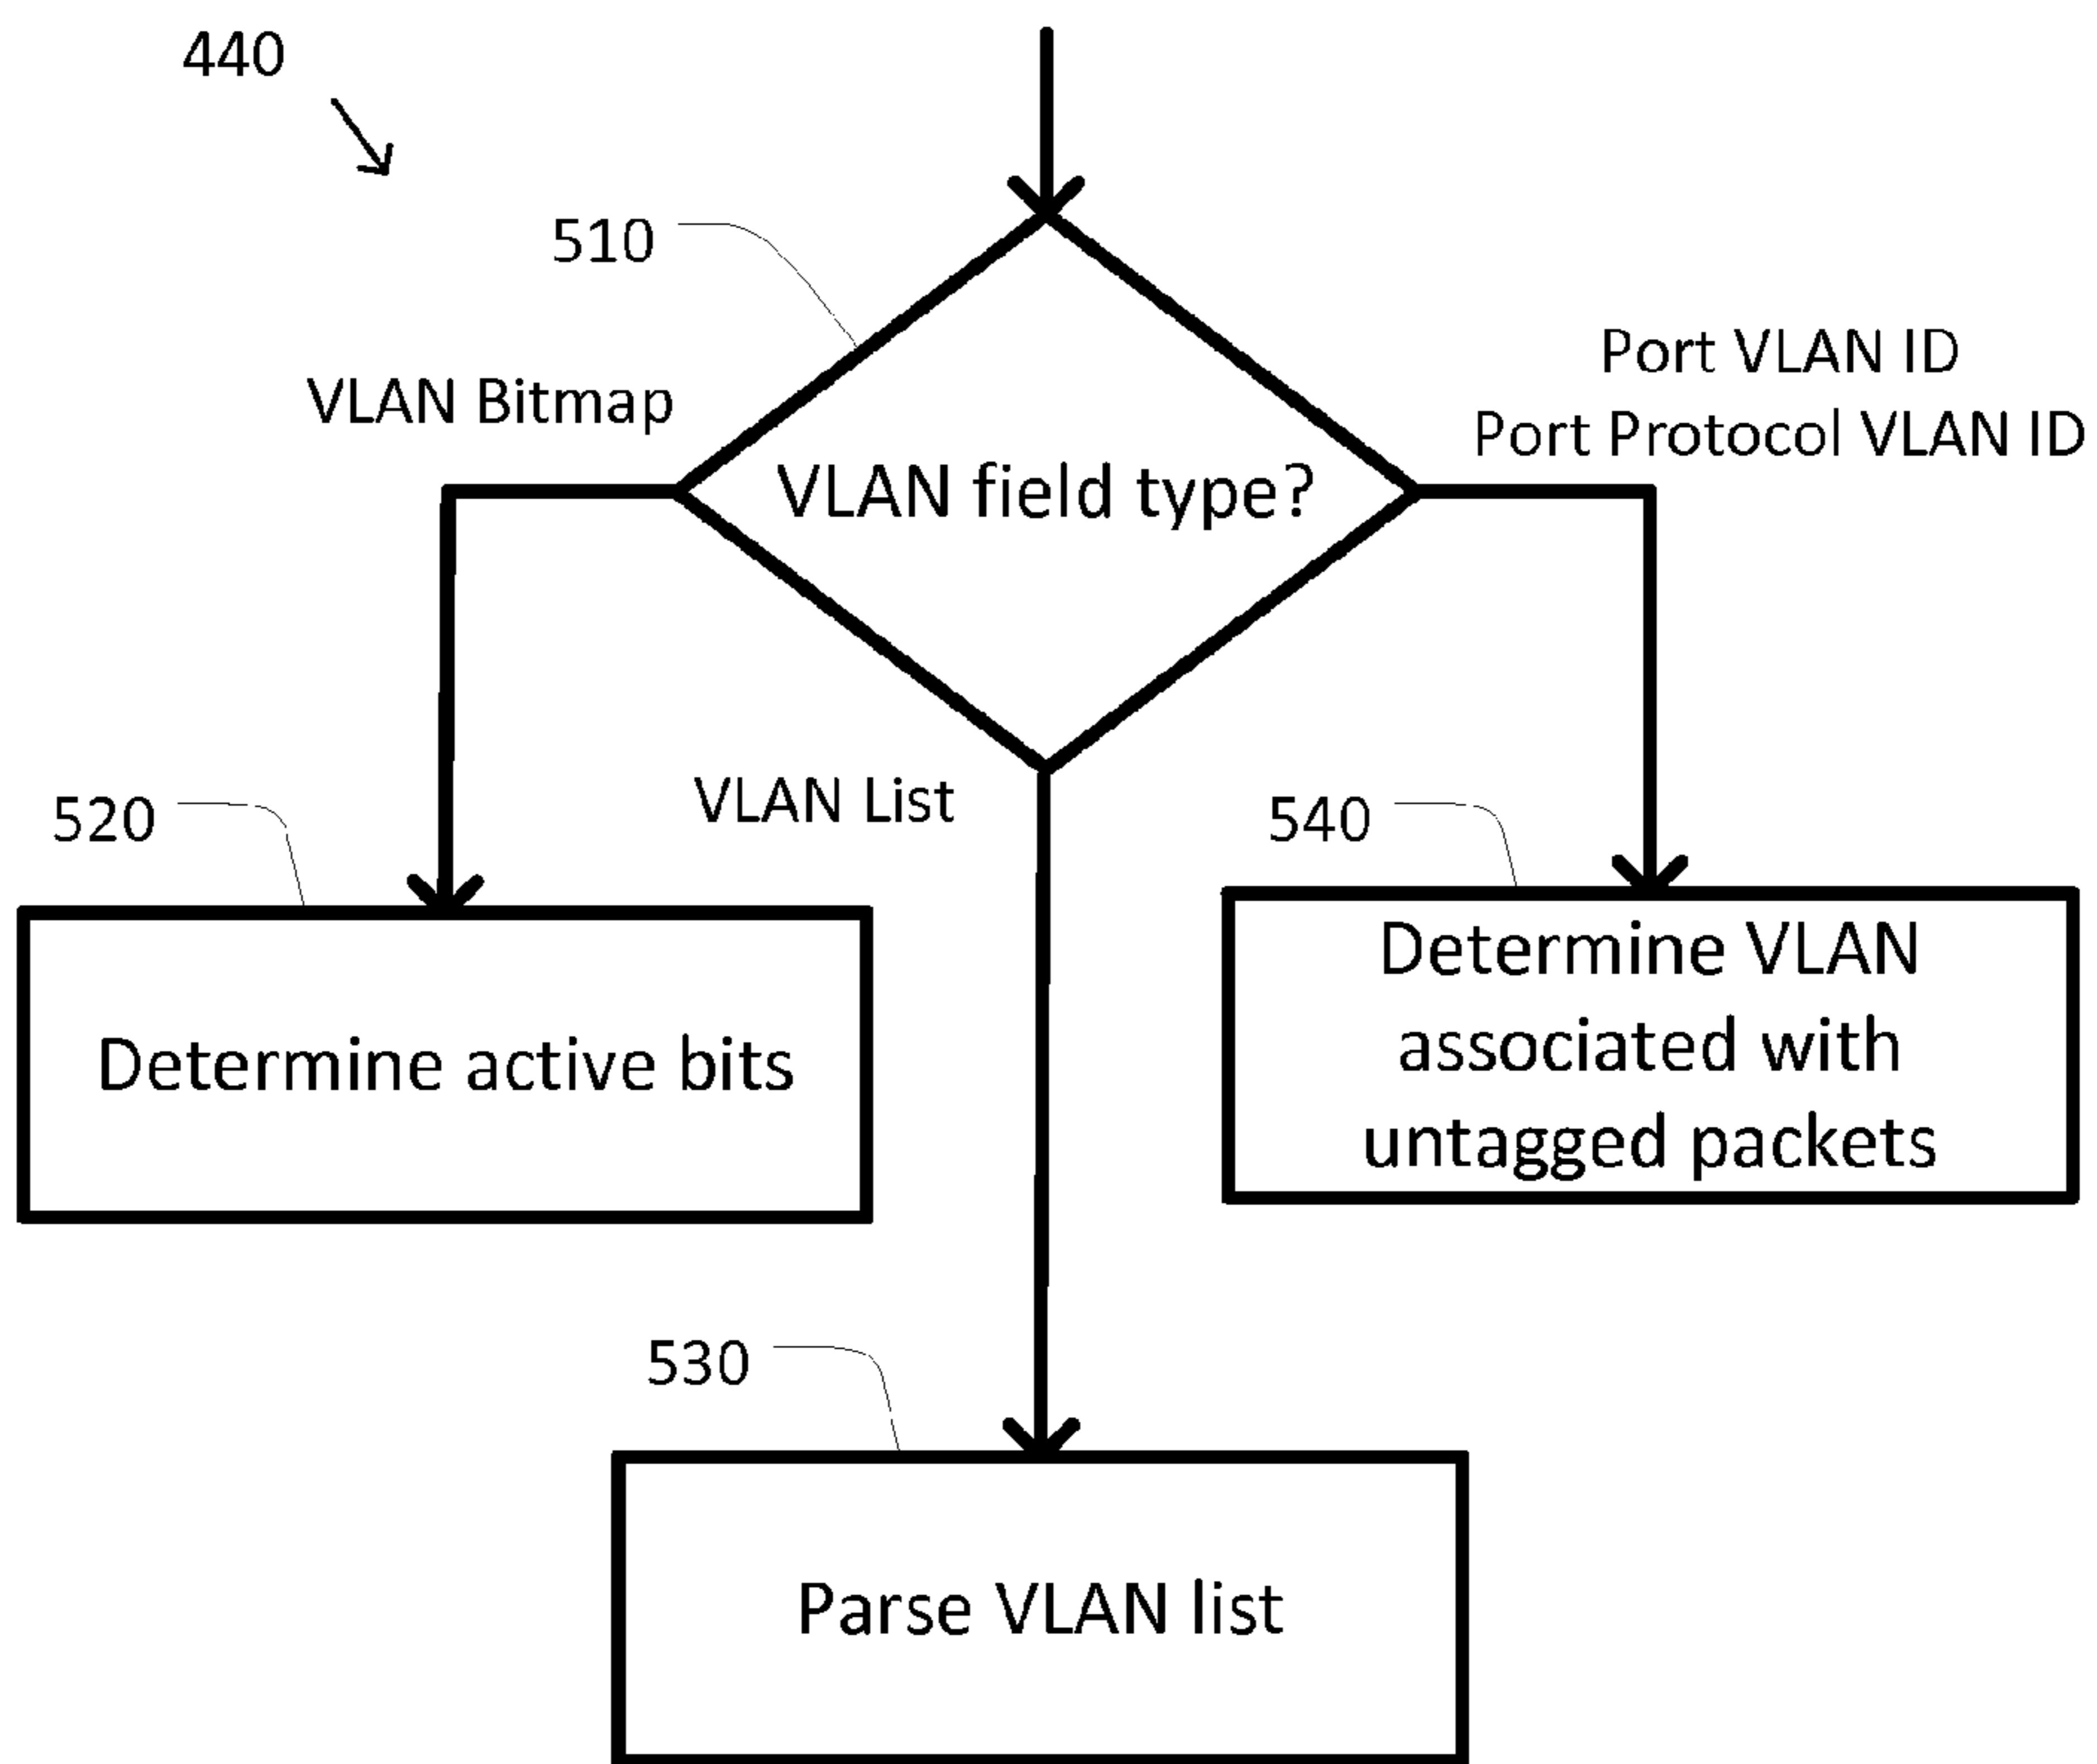 440
510
VLAN Bitmap
Port VLAN ID
Port Protocol VLAN ID
VLAN field type?
VLAN List
520
540
Determine active bits
Determine VLAN
associated with
untagged packets
530
Parse VLAN list